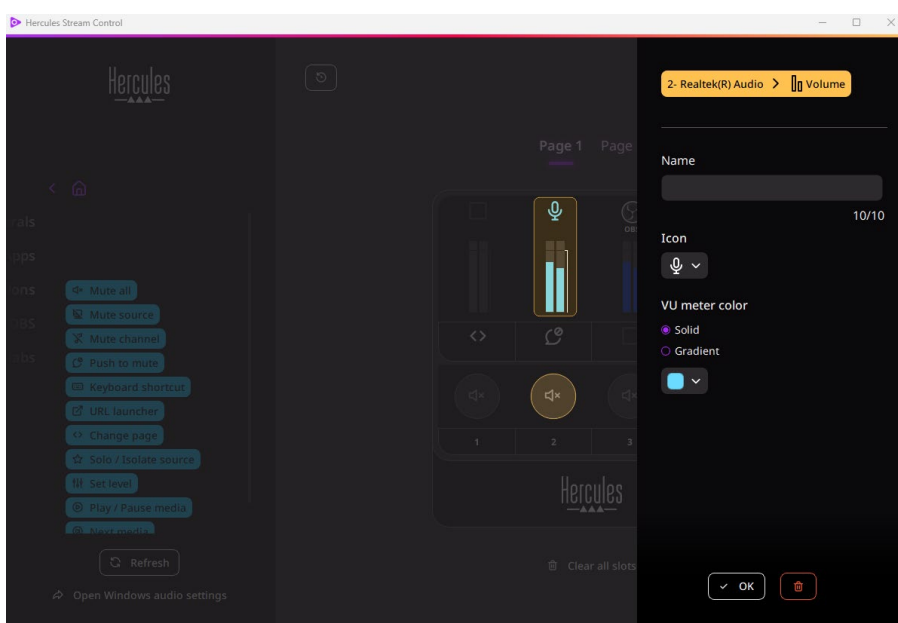 Hercules Stream Control
Hercules
2- Realtek(R) Audio > Volume
Page 1 Page
Name
10/10
Icon
VU meter color
Solid
Gradient
rals
ups
ons
Mute all
Mute source
Mute channel
Push to mute
Keyboard shortcut
URL launcher
Change page
Solo / Isolate source
Set level
Play / Pause media
Next media
Refresh
Open Windows audio settings
OBS
1 2 3
Hercules
Clear all slots
OK